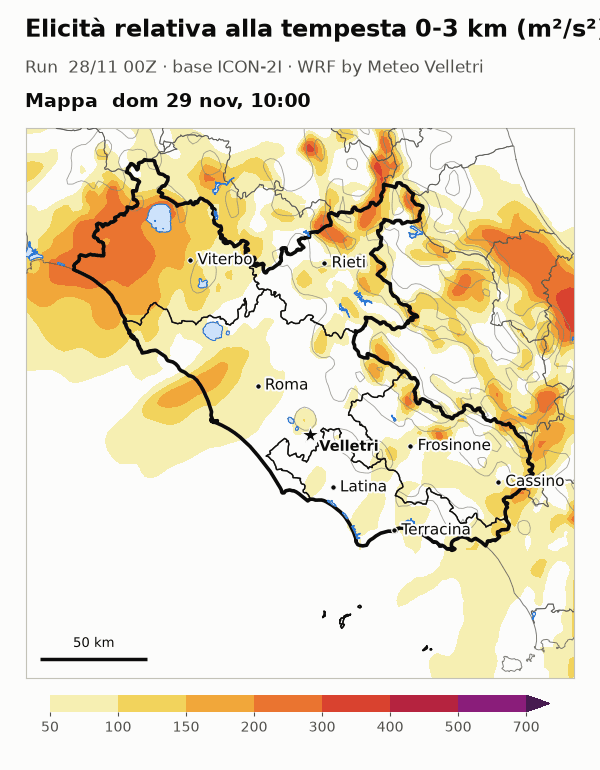 Elicità relativa alla tempesta 0-3 km (m²/s²)
Run 28/11 00Z · base ICON-2I · WRF by Meteo Velletri
Mappa dom 29 nov, 10:00
Viterbo
Rieti
Roma
Velletri
Frosinone
Latina
Cassino
Terracina
50 km
50 100 150 200 300 400 500 700